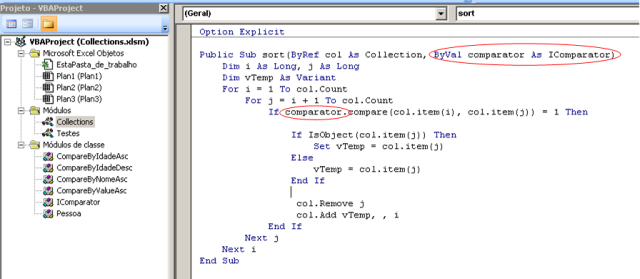 Projeto - VBAProject
VBAProject (Collections.xlsm)
Microsoft Excel Objetos
EstaPasta_de_trabalho
Plan1 (Plan1)
Plan2 (Plan2)
Plan3 (Plan3)
Módulos
Collections
Testes
Módulos de classe
CompareByIdadeAsc
CompareByIdadeDesc
CompareByNomeAsc
CompareByValueAsc
IComparator
Pessoa
(Geral)
sort
Option Explicit
Public Sub sort(ByRef col As Collection, ByVal comparator As IComparator)
Dim i As Long, j As Long
Dim vTemp As Variant
For i = 1 To col.Count
For j = i + 1 To col.Count
If comparator.compare(col.item(i), col.item(j)) = 1 Then
If IsObject(col.item(j)) Then
Set vTemp = col.item(j)
Else
vTemp = col.item(j)
End If
col.Remove j
col.Add vTemp, , i
End If
Next j
Next i
End Sub